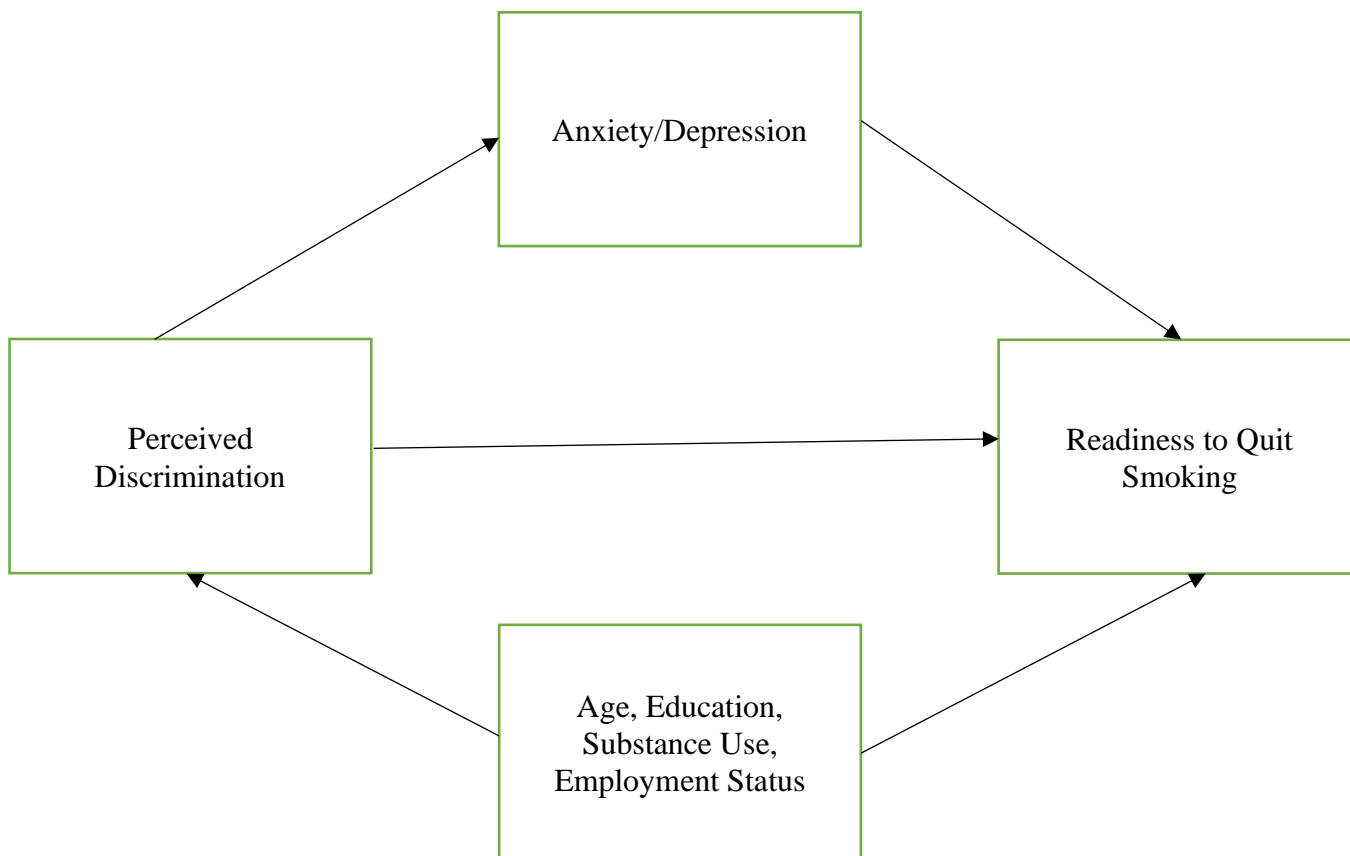 Anxiety/Depression
Perceived
Discrimination
Readiness to Quit
Smoking
Age, Education,
Substance Use,
Employment Status